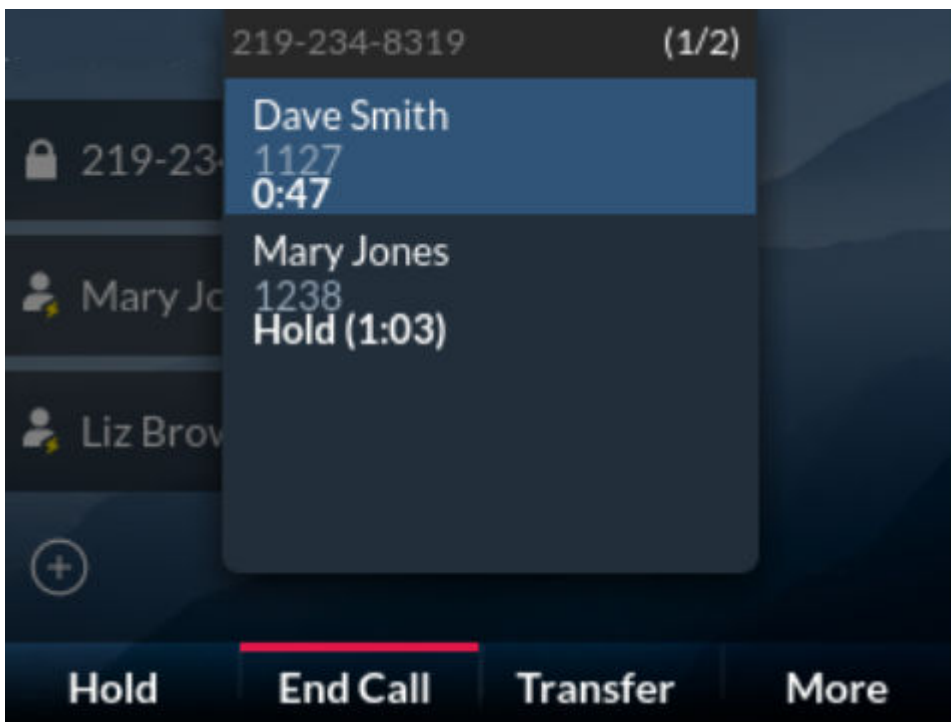 219-234-8319 (1/2)
Dave Smith
1127
0:47
Mary Jones
1238
Hold (1:03)
219-23
Mary Jo
Liz Brow
Hold End Call Transfer More